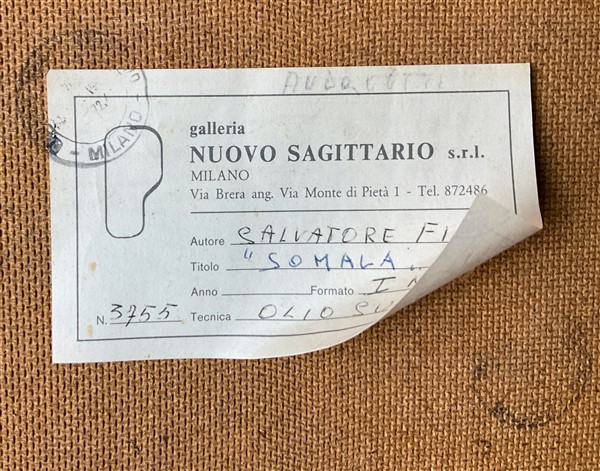 galleria
NUOVO SAGITTARIO s.r.l.
MILANO
Via Brera ang. Via Monte di Pietà 1 - Tel. 872486
Autore SALVATORE FI
Titolo "SOMALA
Anno Formato I
N. 3755 Tecnica OLIO SU
- MILANO -